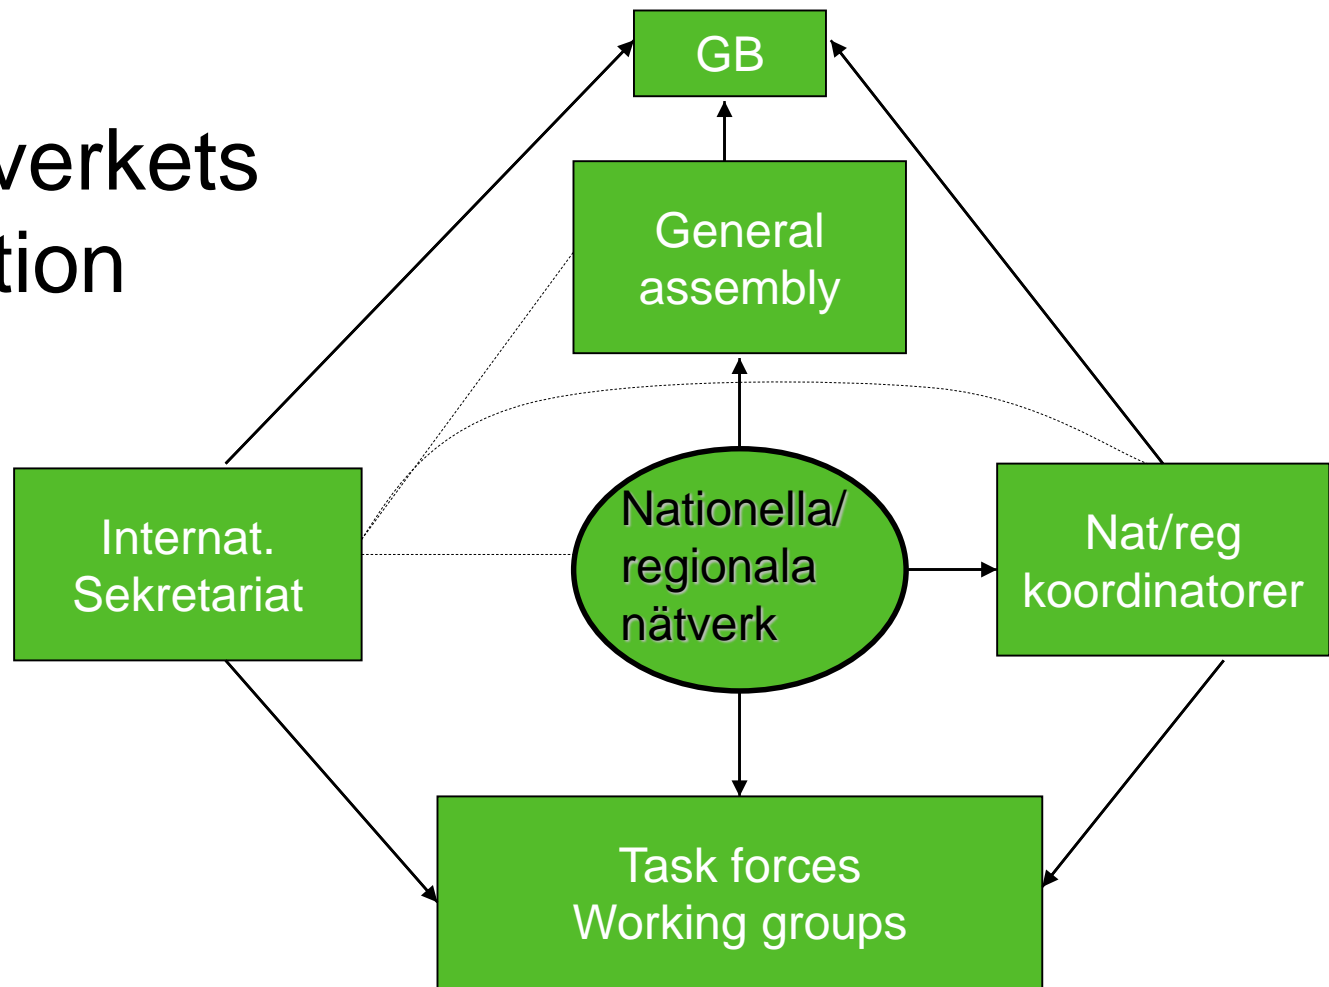 verkets
tion
GB
General
assembly
Internat.
Sekretariat
Nationella/
regionala
nätverk
Nat/reg
koordinatorer
Task forces
Working groups